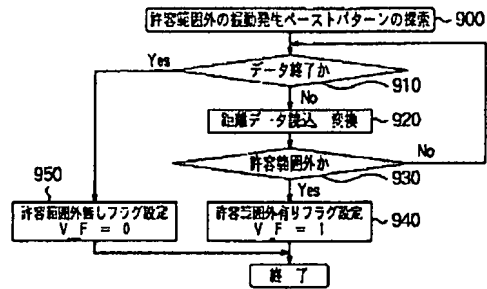 許容範囲外の振動発生ペーストパターンの探索
900
Yes
データ終了か
910
No
距離データ読込 変換
920
許容範囲外か
No
930
950
Yes
許容範囲外無しフラグ設定
VF = 0
許容範囲外有りフラグ設定
VF = 1
940
終了